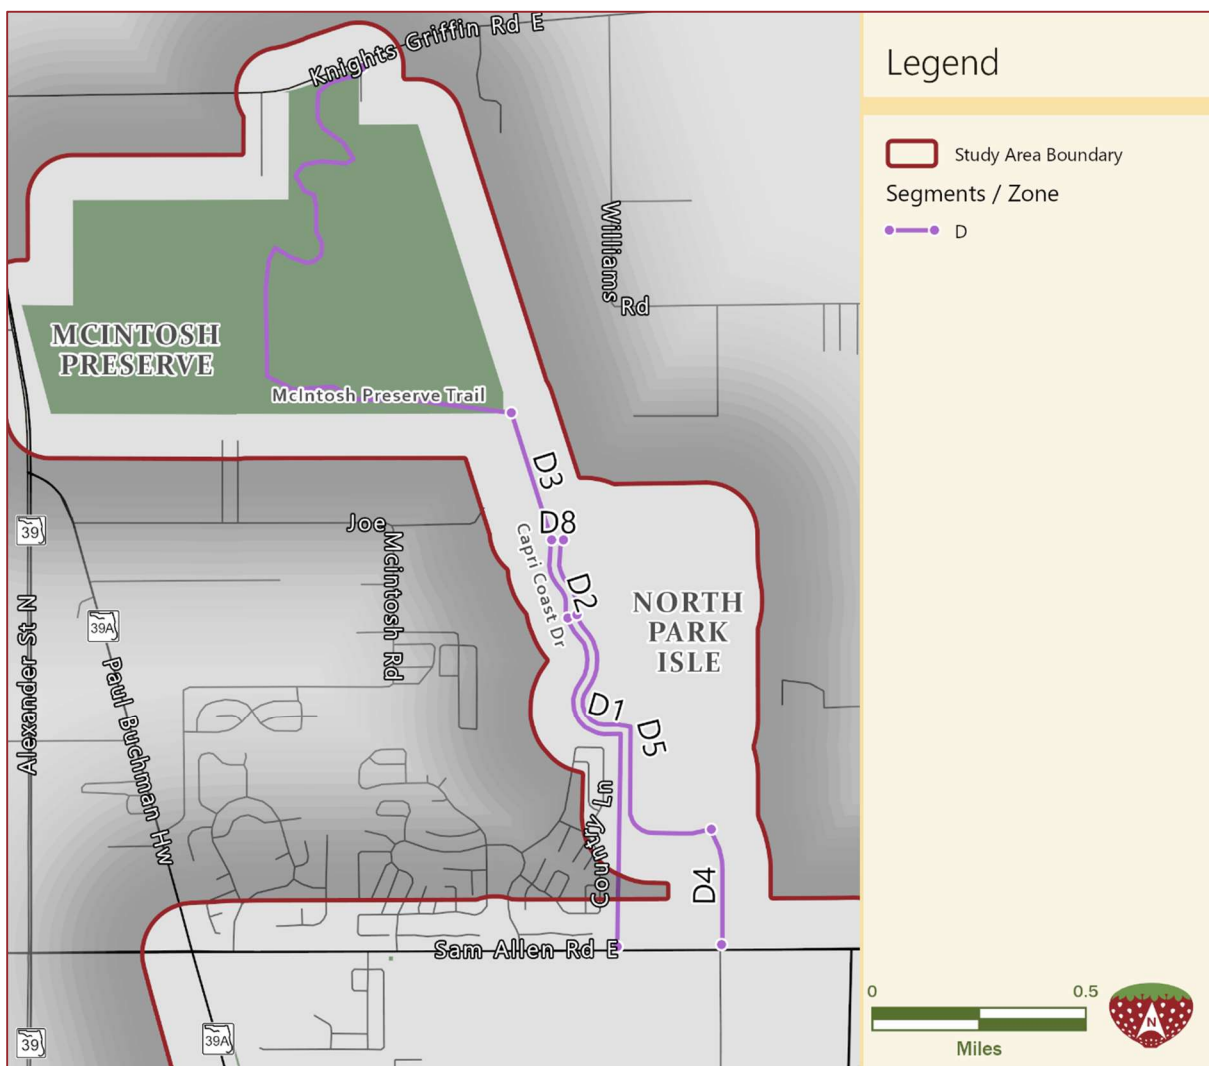 Knights Griffin Rd E
Legend
Study Area Boundary
Segments / Zone
D
Williams
Rd
MCINTOSH
PRESERVE
McIntosh Preserve Trail
D3
D8
Joe
Mcintosh Rd
39
Capri Coast Dr
D2
NORTH
PARK
ISLE
39A
Alexander St N
Paul Buchman Hw
D1
D5
Country Ln
D4
Sam Allen Rd E
39
39A
0 0.5
Miles
N